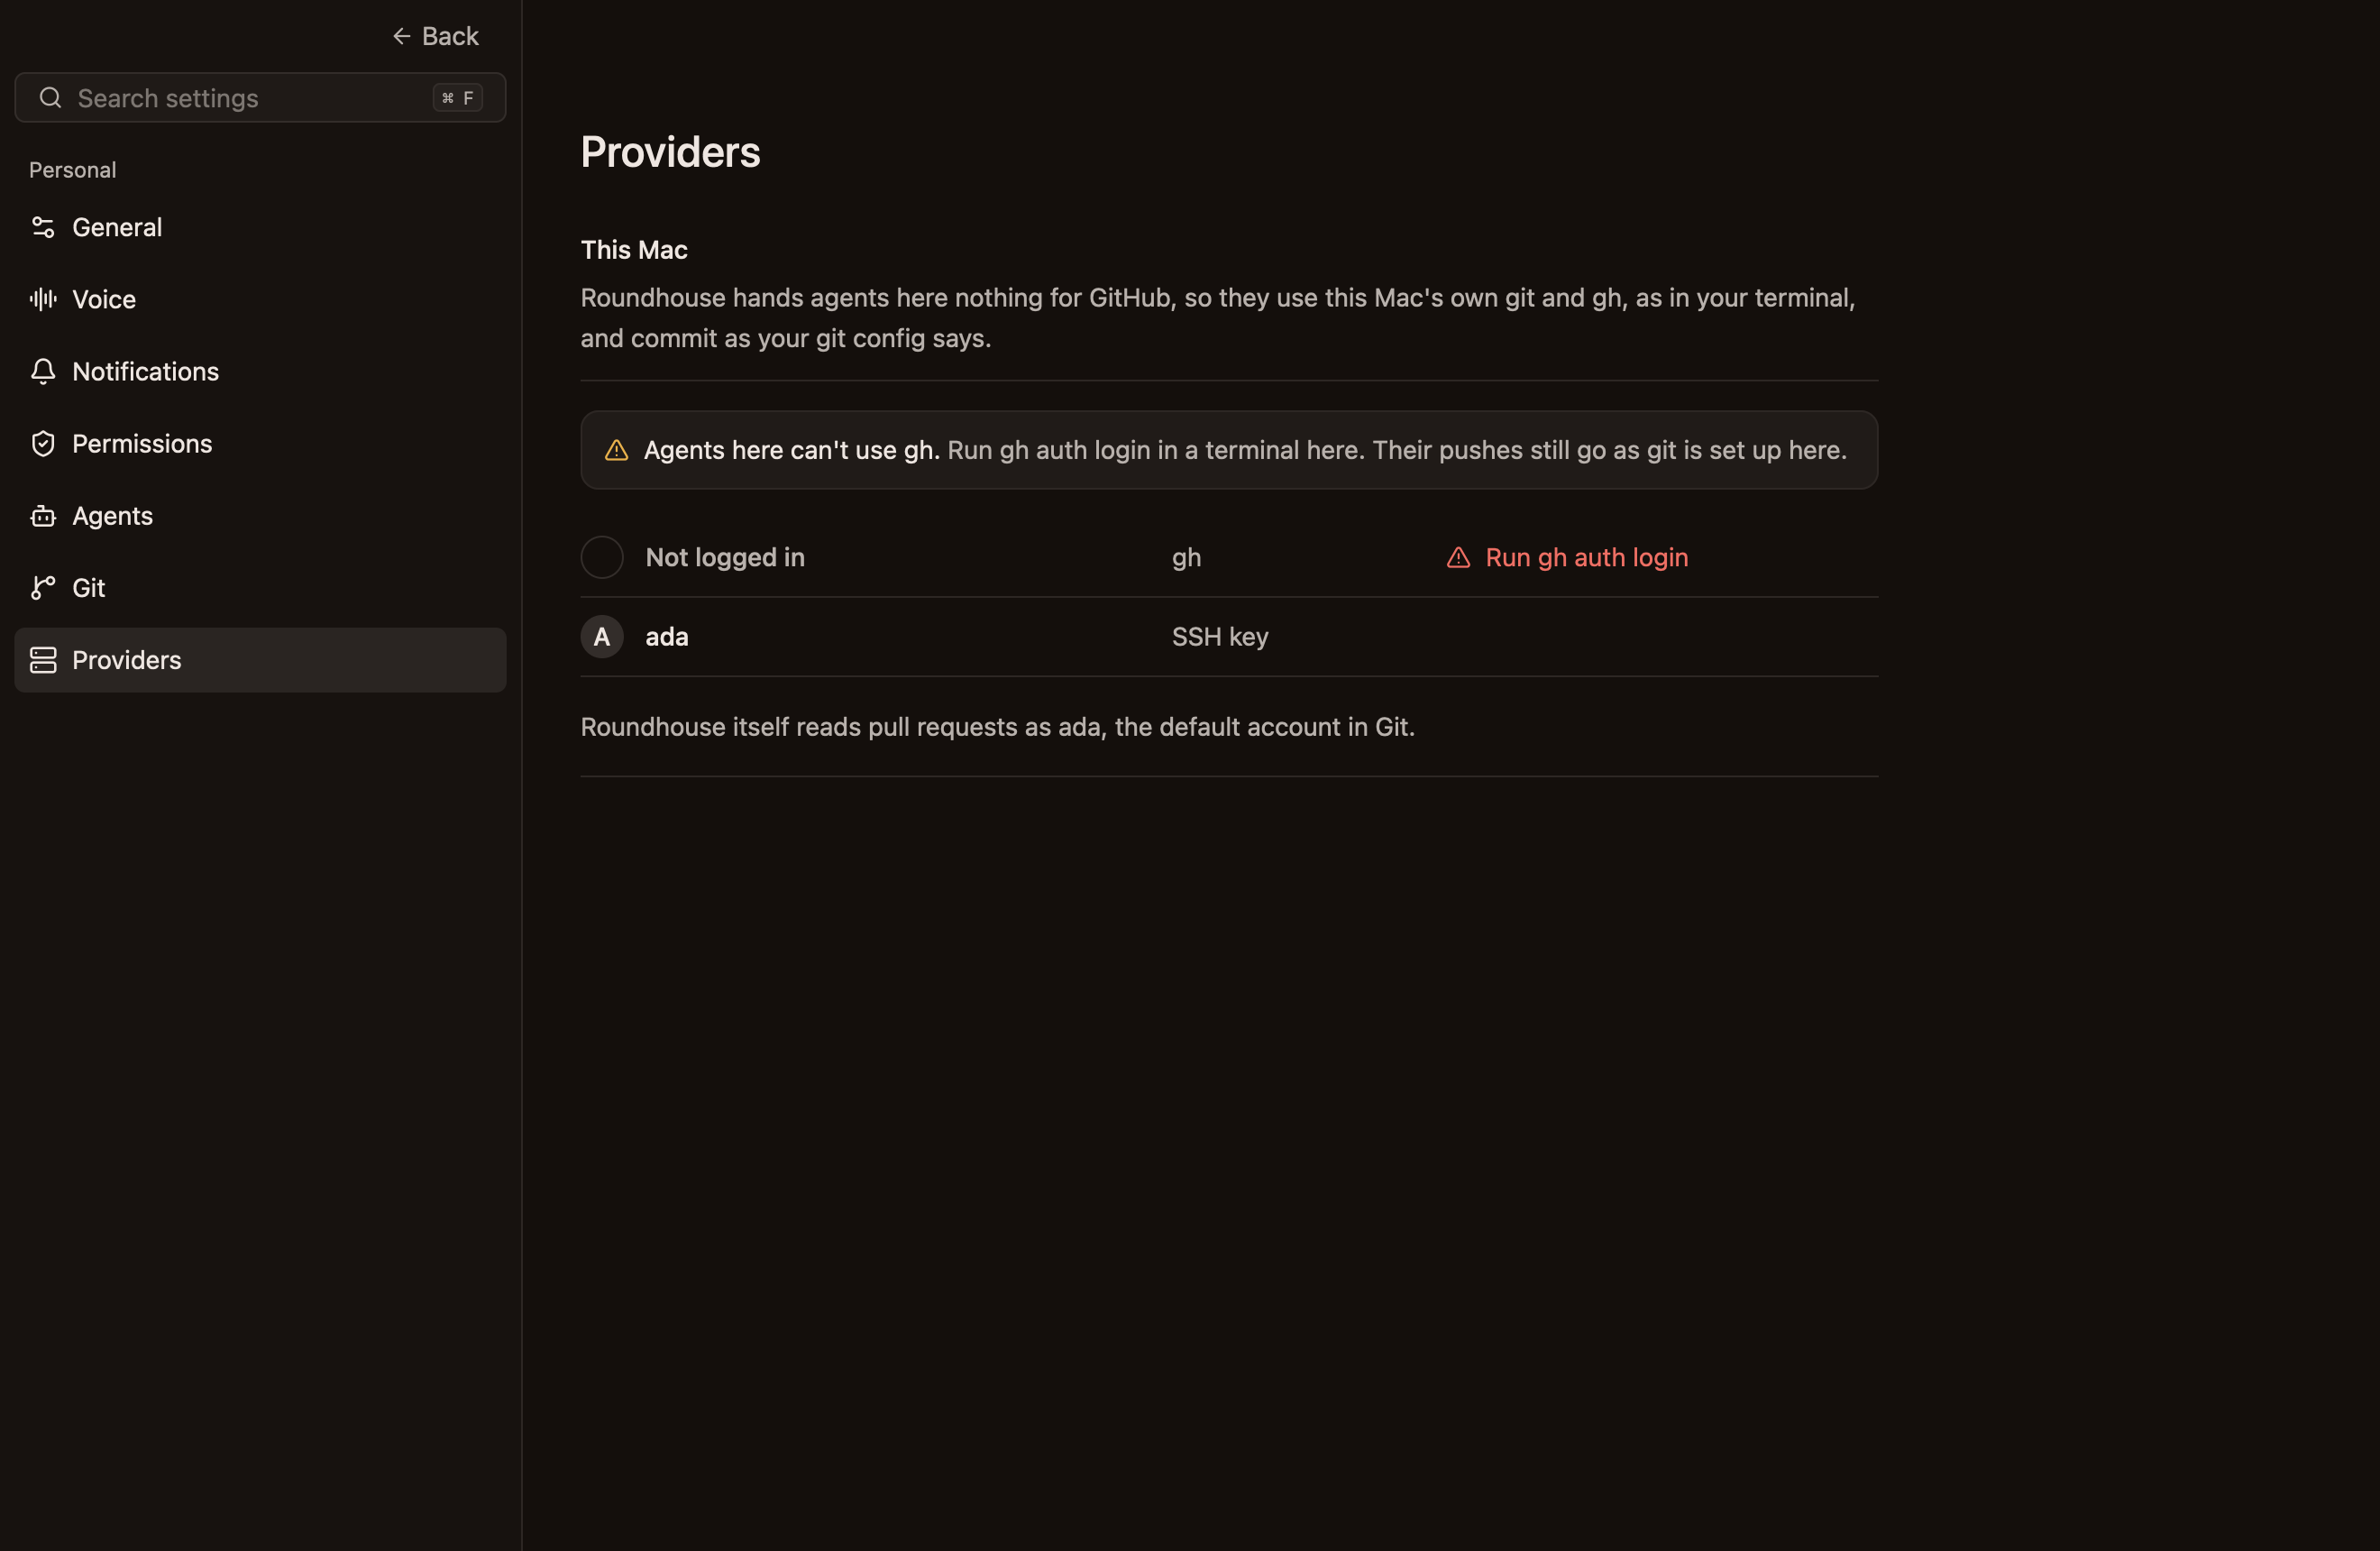 Back
Search settings
⌘ F
Personal
General
Voice
Notifications
Permissions
Agents
Git
Providers
Providers
This Mac
Roundhouse hands agents here nothing for GitHub, so they use this Mac's own git and gh, as in your terminal,
and commit as your git config says.
Agents here can't use gh. Run gh auth login in a terminal here. Their pushes still go as git is set up here.
Not logged in gh Run gh auth login
A ada SSH key
Roundhouse itself reads pull requests as ada, the default account in Git.